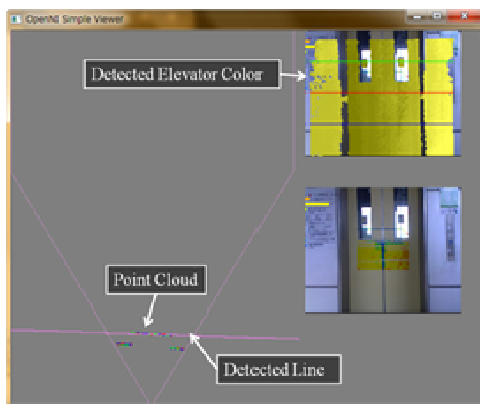 OpenNI Simple Viewer
Detected Elevator Color
Point Cloud
Detected Line